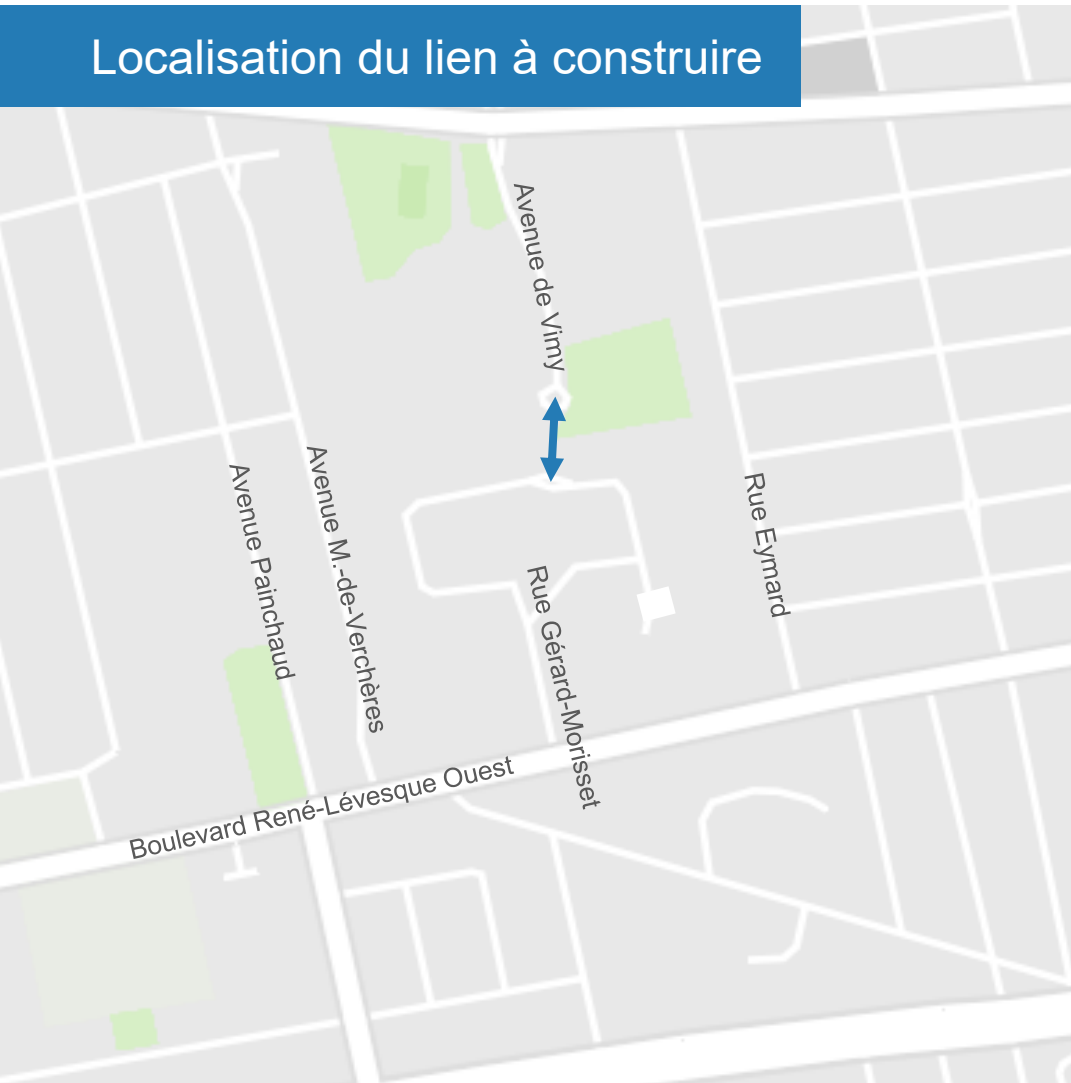 Localisation du lien à construire
Avenue de Vimy
Avenue Painchaud
Avenue M.-de-Verchères
Rue Eymard
Rue Gérard-Morisset
Boulevard René-Lévesque Ouest